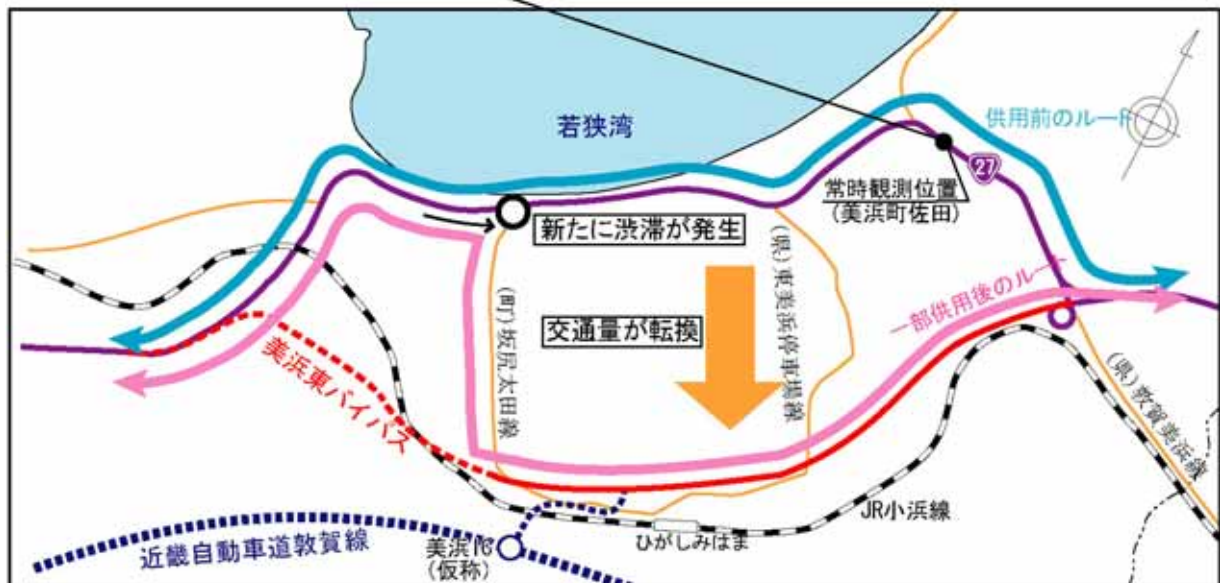 若狭湾
供用前のルート
27
常時観測位置
(美浜町佐田)
新たに渋滞が発生
(県)東美浜停車場線
一部供用後のルート
交通量が転換
(町)坂尻太田線
美浜東バイパス
(県)敦賀美浜線
JR小浜線
ひがしみはま
近畿自動車道敦賀線
美浜IC
(仮称)